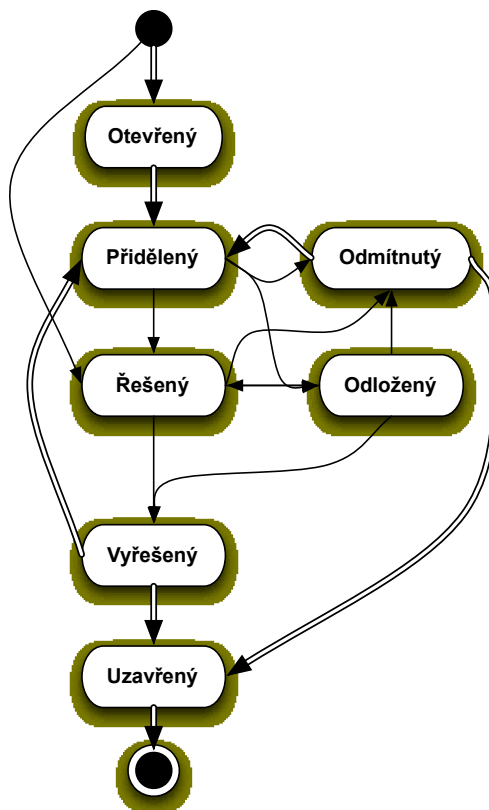 Otevřený
Přidělený
Odmítnutý
Řešený
Odložený
Vyřešený
Uzavřený